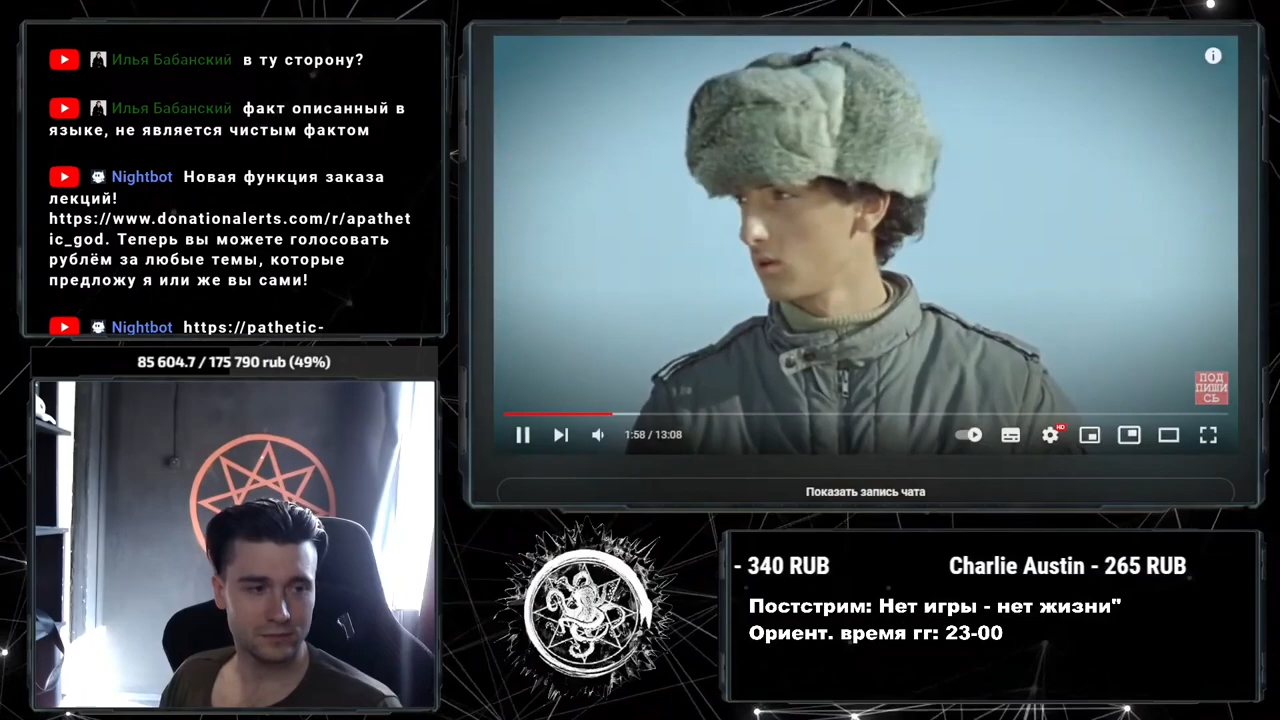 Илья Бабанский в ту сторону?
Илья Бабанский факт описанный в
языке, не является чистым фактом
Nightbot Новая функция заказа
лекций!
https://www.donationalerts.com/r/apathet
ic_god. Теперь вы можете голосовать
рублём за любые темы, которые
предложу я или же вы сами!
Nightbot https://pathetic-
85 604.7 / 175 790 rub (49%)
ПОД
ПИШИ
СЬ
1:58 / 13:08
HD
Показать запись чата
- 340 RUB
Charlie Austin - 265 RUB
Постстрим: Нет игры - нет жизни"
Ориент. время гг: 23-00